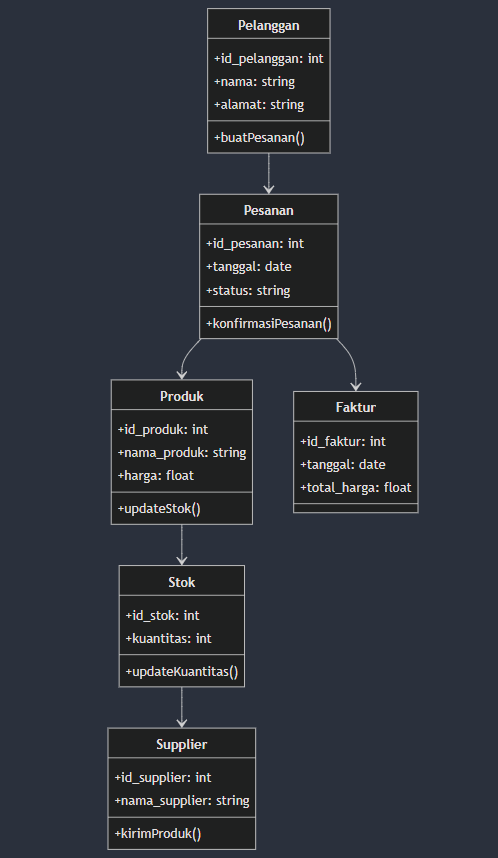 Pelanggan
+id_pelanggan: int
+nama: string
+alamat: string
+buatPesanan()
Pesanan
+id_pesanan: int
+tanggal: date
+status: string
+konfirmasiPesanan()
Produk
+id_produk: int
+nama_produk: string
+harga: float
+updateStok()
Faktur
+id_faktur: int
+tanggal: date
+total_harga: float
Stok
+id_stok: int
+kuantitas: int
+updateKuantitas()
Supplier
+id_supplier: int
+nama_supplier: string
+kirimProduk()